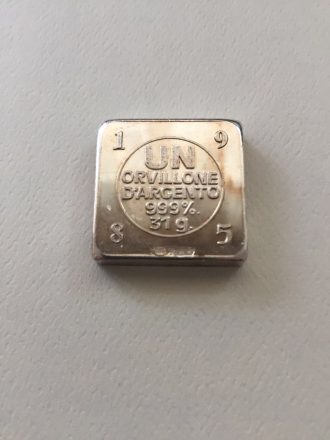 1 9
UN
ORVILLONE
D'ARGENTO
999%.
31 g.
8 5